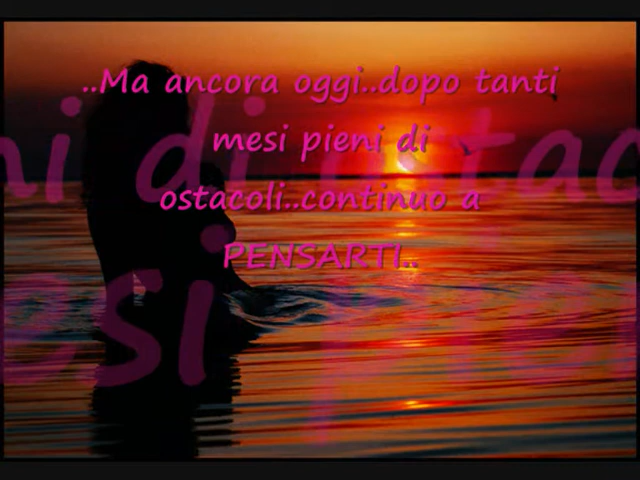 ..Ma ancora oggi..dopo tanti
mesi pieni di
ostacoli..continuo a
PENSARTI..